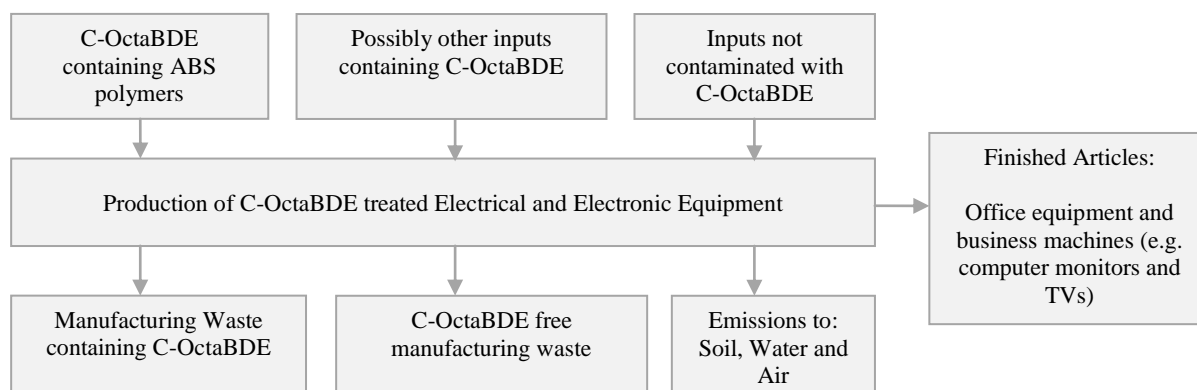 C-OctaBDE
containing ABS
polymers
Possibly other inputs
containing C-OctaBDE
Inputs not
contaminated with
C-OctaBDE
Production of C-OctaBDE treated Electrical and Electronic Equipment
Finished Articles:
Office equipment and
business machines (e.g.
computer monitors and
TVs)
Manufacturing Waste
containing C-OctaBDE
C-OctaBDE free
manufacturing waste
Emissions to:
Soil, Water and
Air